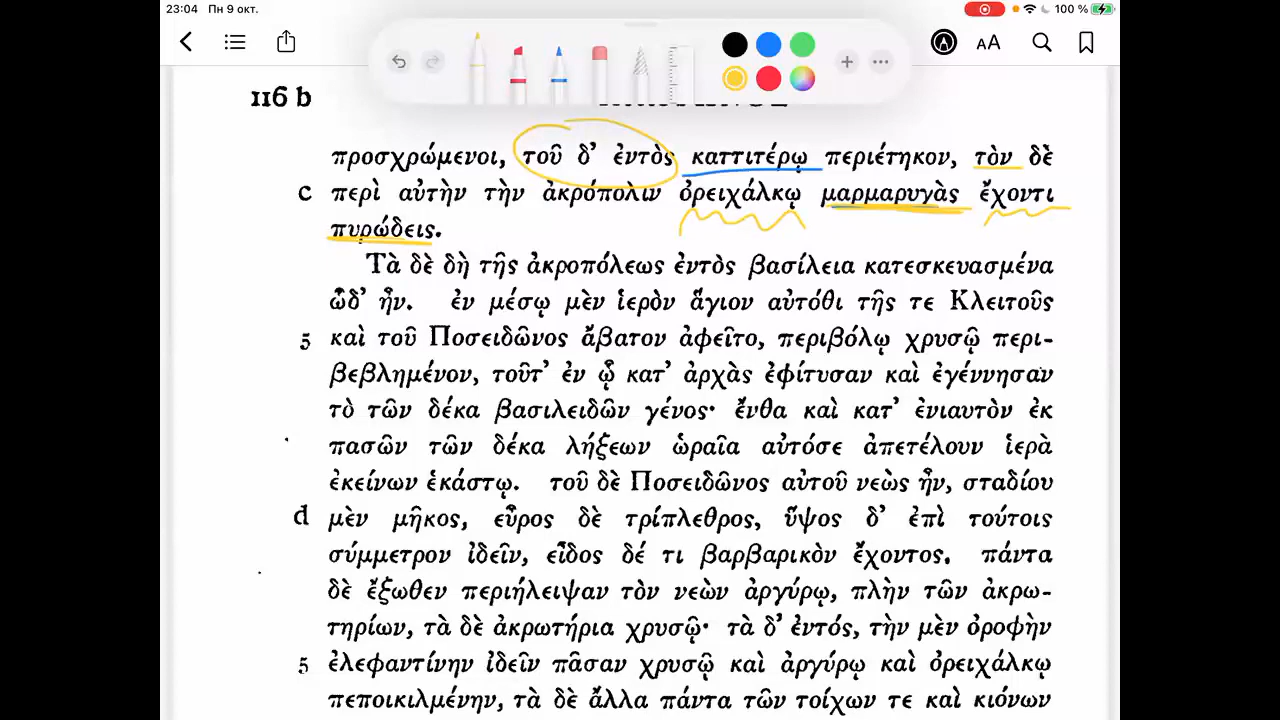 23:04 Пн 9 окт. 100 %
AA
116 b
προσχρώμενοι, τοῦ δ’ ἐντὸς καττιτέρῳ περιέτηκον, τὸν δὲ
c περὶ αὐτὴν τὴν ἀκρόπολιν ὀρειχάλκῳ μαρμαρυγὰς ἔχοντι
πυρώδεις.
Τὰ δὲ δὴ τῆς ἀκροπόλεως ἐντὸς βασίλεια κατεσκευασμένα
ὧδ’ ἦν. ἐν μέσῳ μὲν ἱερὸν ἅγιον αὐτόθι τῆς τε Κλειτοῦς
5 καὶ τοῦ Ποσειδῶνος ἄβατον ἀφεῖτο, περιβόλῳ χρυσῷ περι-
βεβλημένον, τοῦτ’ ἐν ᾧ κατ’ ἀρχὰς ἐφίτυσαν καὶ ἐγέννησαν
τὸ τῶν δέκα βασιλειδῶν γένος· ἔνθα καὶ κατ’ ἐνιαυτὸν ἐκ
πασῶν τῶν δέκα λήξεων ὡραῖα αὐτόσε ἀπετέλουν ἱερὰ
ἐκείνων ἑκάστῳ. τοῦ δὲ Ποσειδῶνος αὐτοῦ νεὼς ἦν, σταδίου
d μὲν μῆκος, εὖρος δὲ τρίπλεθρος, ὕψος δ’ ἐπὶ τούτοις
σύμμετρον ἰδεῖν, εἶδος δέ τι βαρβαρικὸν ἔχοντος. πάντα
δὲ ἔξωθεν περιήλειψαν τὸν νεὼν ἀργύρῳ, πλὴν τῶν ἀκρω-
τηρίων, τὰ δὲ ἀκρωτήρια χρυσῷ· τὰ δ’ ἐντός, τὴν μὲν ὀροφὴν
5 ἐλεφαντίνην ἰδεῖν πᾶσαν χρυσῷ καὶ ἀργύρῳ καὶ ὀρειχάλκῳ
πεποικιλμένην, τὰ δὲ ἄλλα πάντα τῶν τοίχων τε καὶ κιόνων